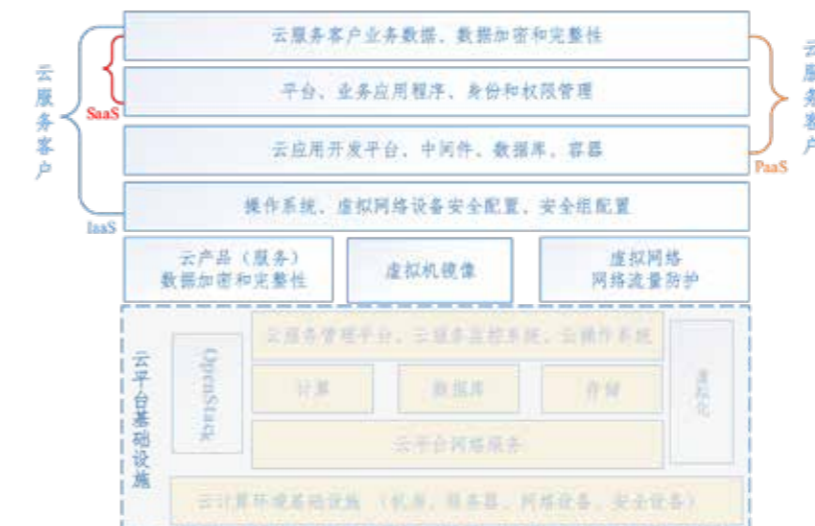 云服务客户业务数据、数据加密和完整性
云服务客户
SaaS
平台、业务应用程序、身份和权限管理
云服务客户
云应用开发平台、中间件、数据库、容器
PaaS
操作系统、虚拟网络设备安全配置、安全组配置
IaaS
云产品（服务）
数据加密和完整性
虚拟机镜像
虚拟网络
网络流量防护
云平台基础设施
OpenStack
云服务管理平台、云服务监控系统、云操作系统
计算
数据库
存储
虚拟化
云平台网络服务
云计算环境基础设施 （机房、服务器、网络设备、安全设备）